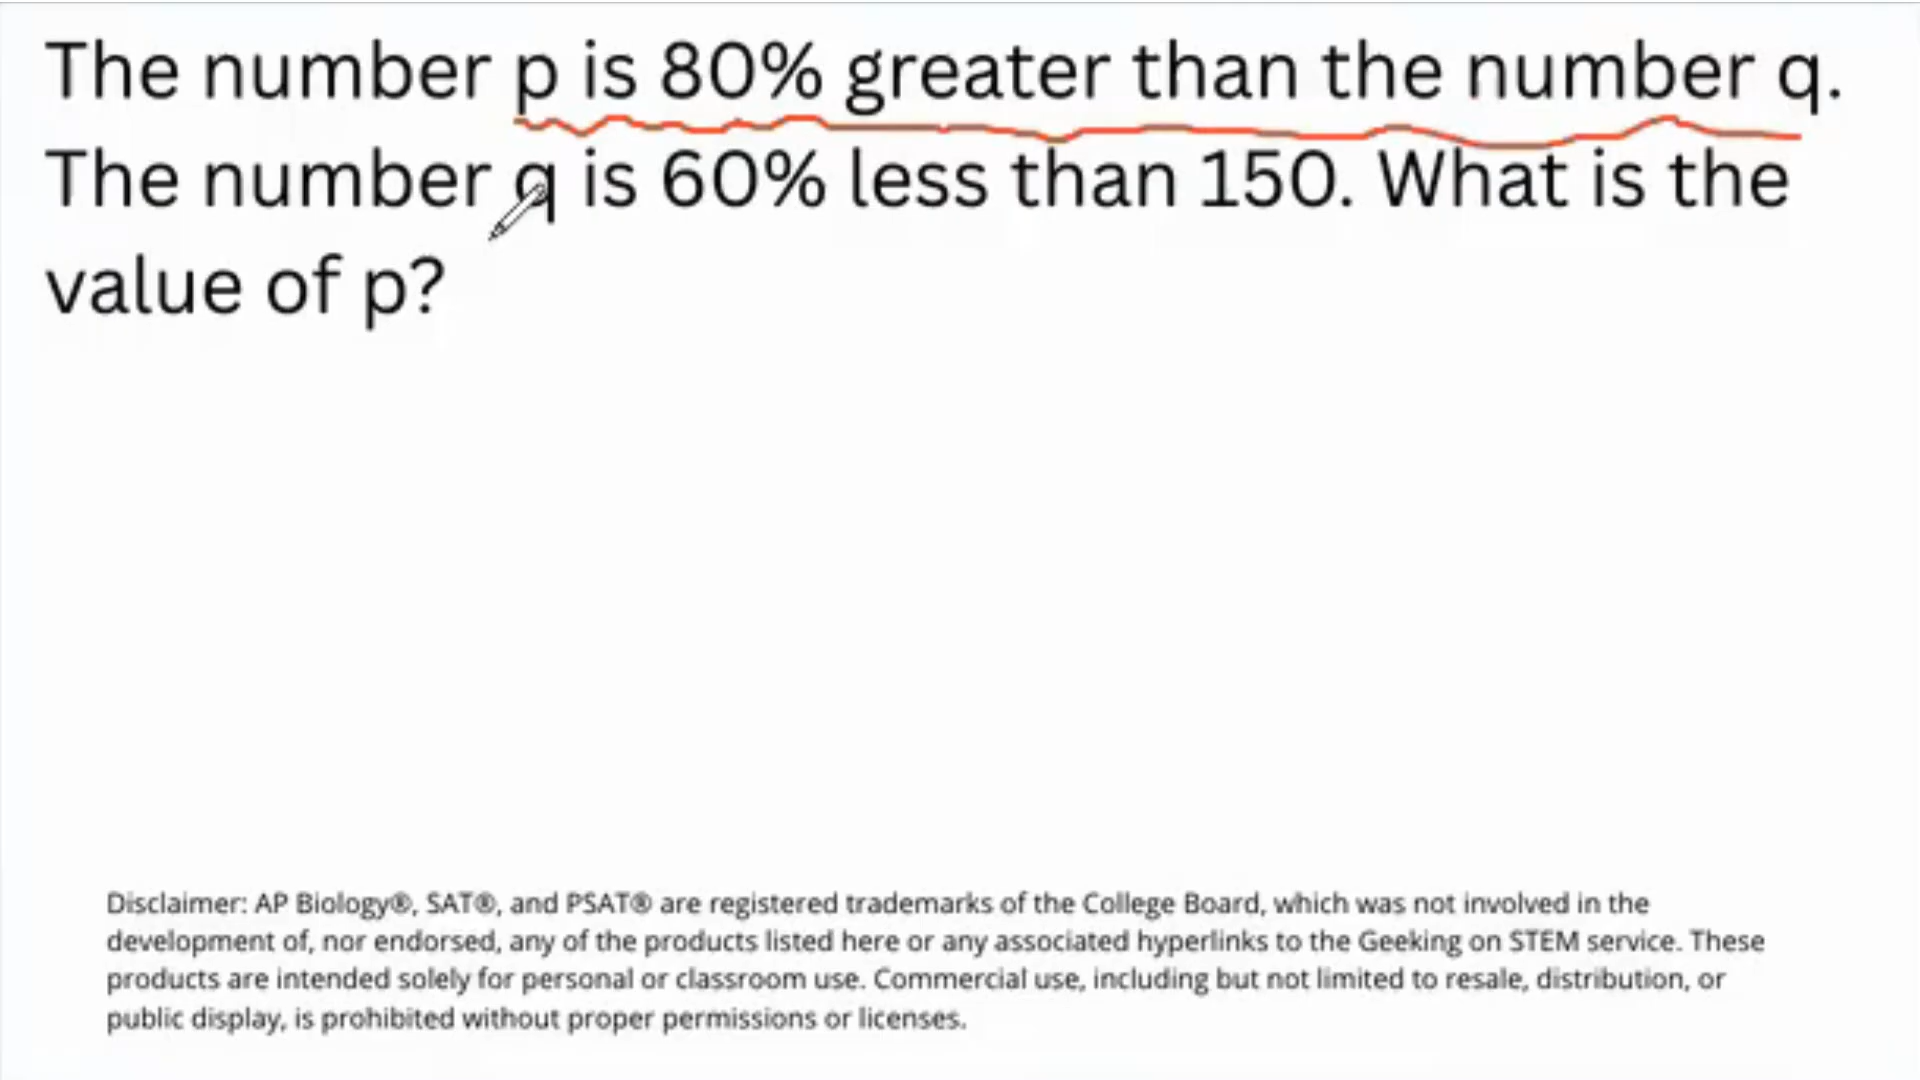 The number p is 80% greater than the number q.
The number q is 60% less than 150. What is the
value of p?
Disclaimer: AP Biology®, SAT®, and PSAT® are registered trademarks of the College Board, which was not involved in the
development of, nor endorsed, any of the products listed here or any associated hyperlinks to the Geeking on STEM service. These
products are intended solely for personal or classroom use. Commercial use, including but not limited to resale, distribution, or
public display, is prohibited without proper permissions or licenses.